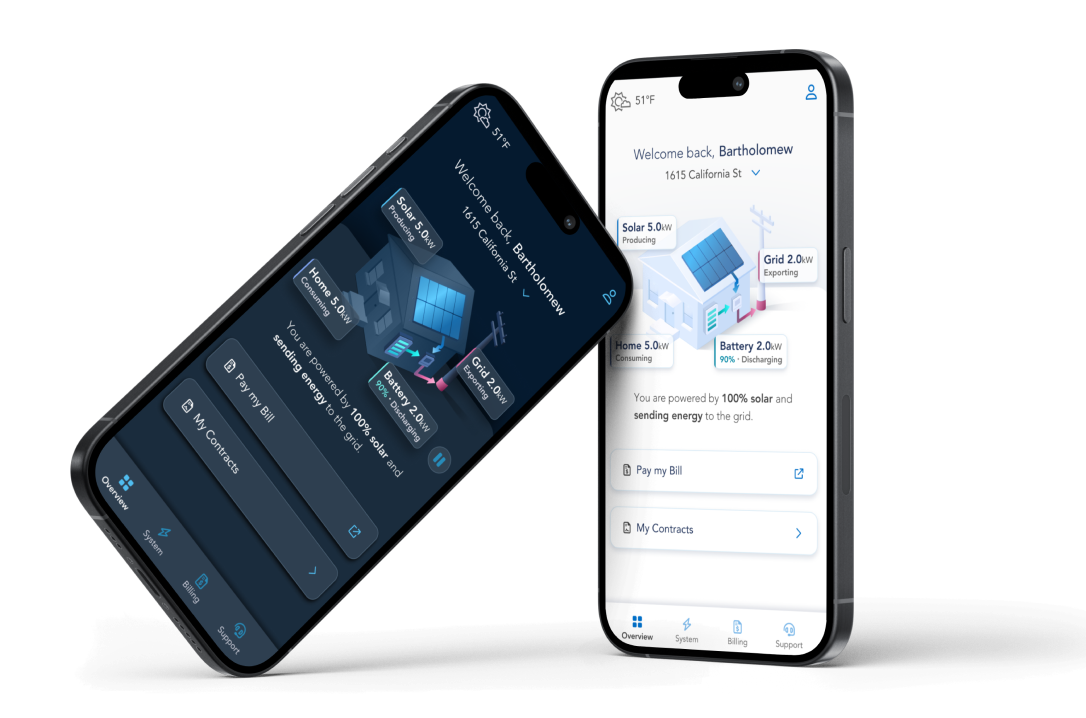 51°F
Welcome back, Bartholomew
1615 California St
Solar 5.0kW
Producing
Home 5.0kW
Consuming
Grid 2.0kW
Exporting
Battery 2.0kW
90% · Discharging
You are powered by 100% solar and
sending energy to the grid.
Pay my Bill
My Contracts
Overview
System
Billing
Support
51°F
Welcome back, Bartholomew
1615 California St
Solar 5.0kW
Producing
Grid 2.0kW
Exporting
Home 5.0kW
Consuming
Battery 2.0kW
90% · Discharging
You are powered by 100% solar and
sending energy to the grid.
Pay my Bill
My Contracts
Overview
System
Billing
Support